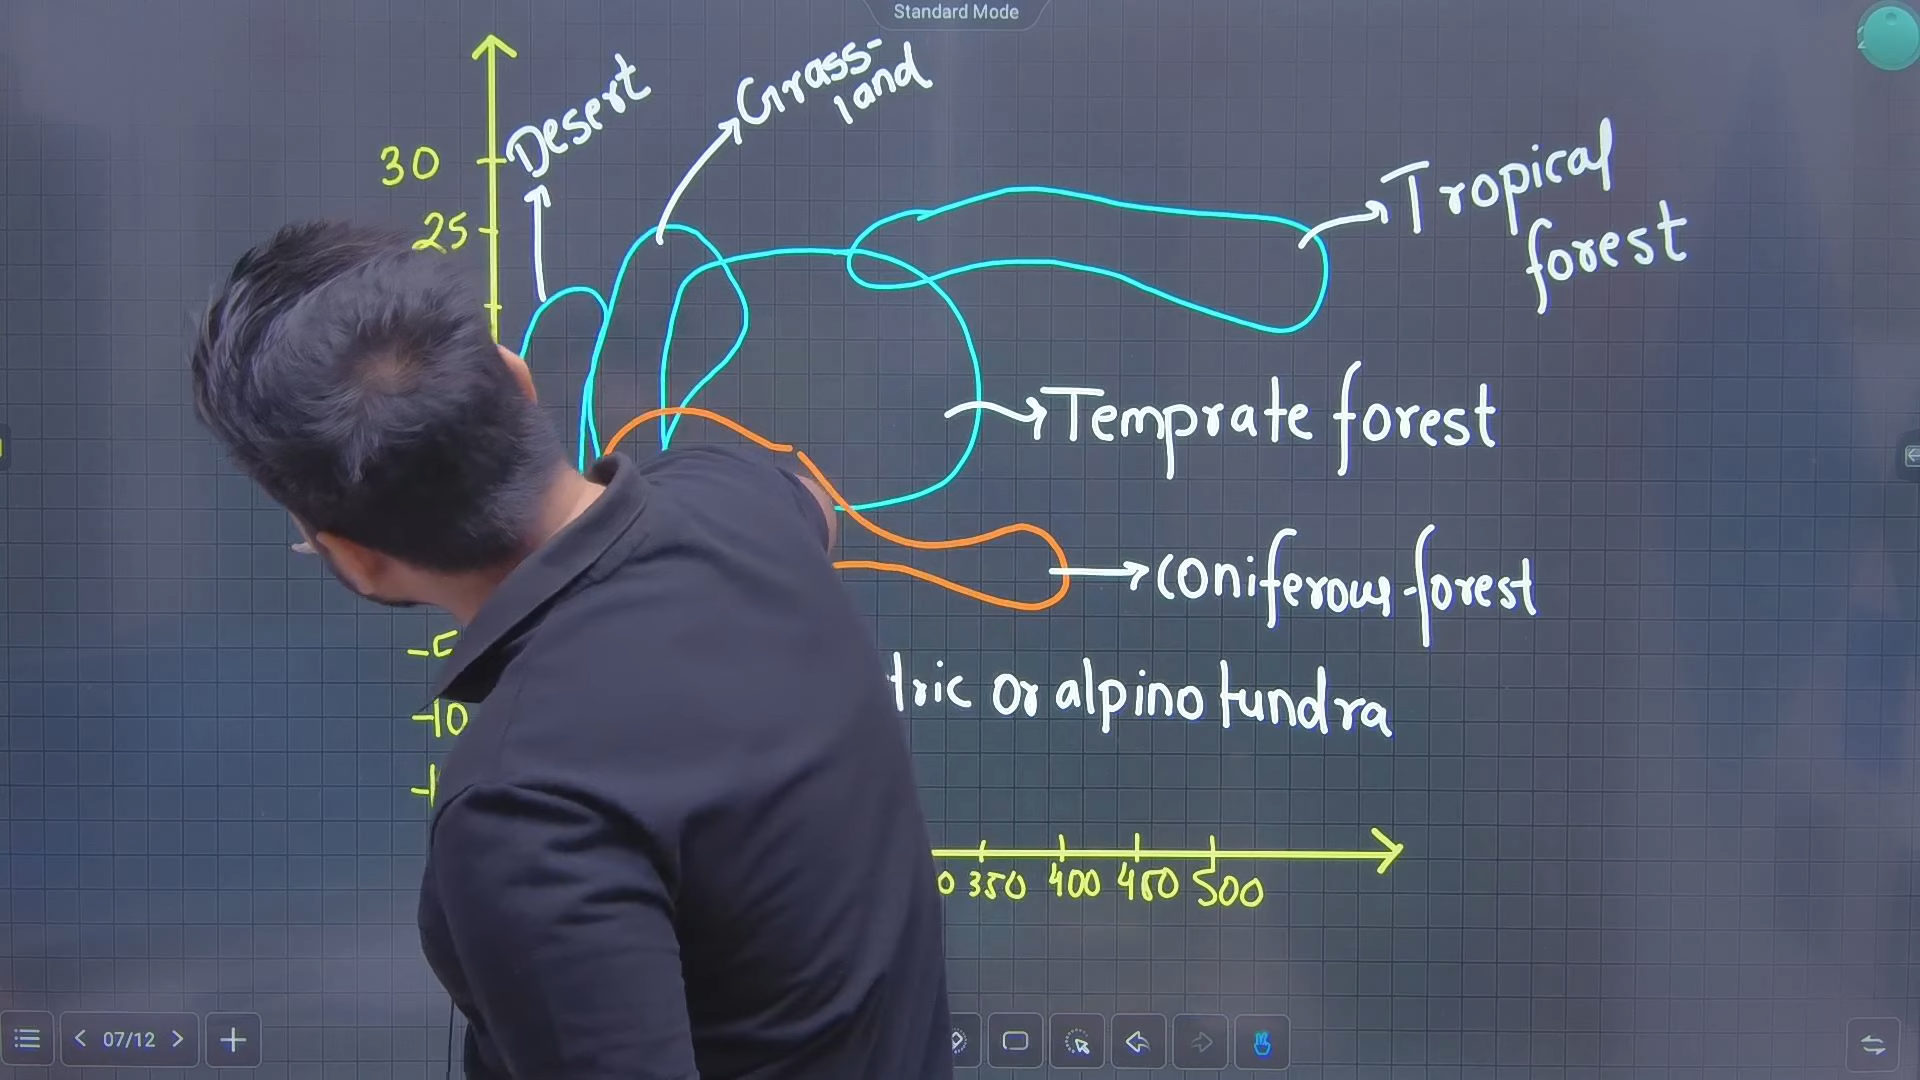 Standard Mode
Desert
Grass-
land
30
25
Tropical
forest
Temprate forest
coniferous forest
-5
tric or alpino tundra
-10
0 350 400 450 500
07/12